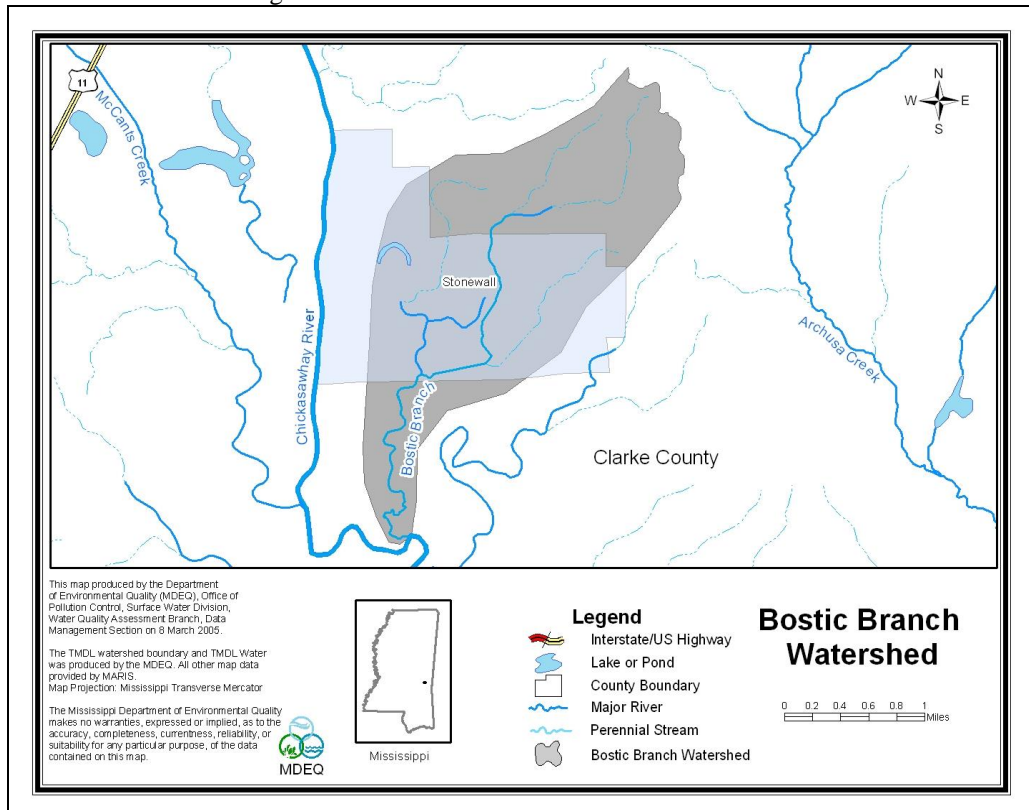 11
McCants Creek
N
W E
S
Stonewall
Chickasawhay River
Archusa Creek
Bostic Branch
Clarke County
This map produced by the Department
of Environmental Quality (MDEQ), Office of
Pollution Control, Surface Water Division,
Water Quality Assessment Branch, Data
Management Section on 8 March 2005.
The TMDL watershed boundary and TMDL Water
was produced by the MDEQ. All other map data
provided by MARIS.
Map Projection: Mississippi Transverse Mercator
The Mississippi Department of Environmental Quality
makes no warranties, expressed or implied, as to the
accuracy, completeness, currentness, reliability, or
suitability for any particular purpose, of the data
contained on this map.
MDEQ
Mississippi
Legend
Interstate/US Highway
Lake or Pond
County Boundary
Major River
Perennial Stream
Bostic Branch Watershed
Bostic Branch
Watershed
0 0.2 0.4 0.6 0.8 1
Miles